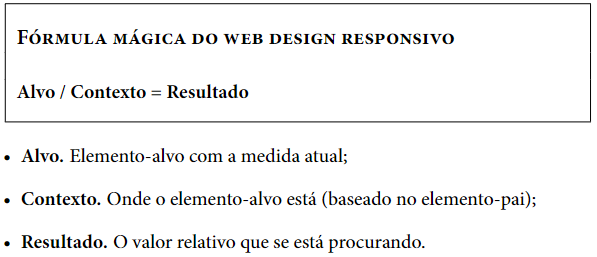 Fórmula mágica do web design responsivo
Alvo / Contexto = Resultado
• Alvo. Elemento-alvo com a medida atual;
• Contexto. Onde o elemento-alvo está (baseado no elemento-pai);
• Resultado. O valor relativo que se está procurando.